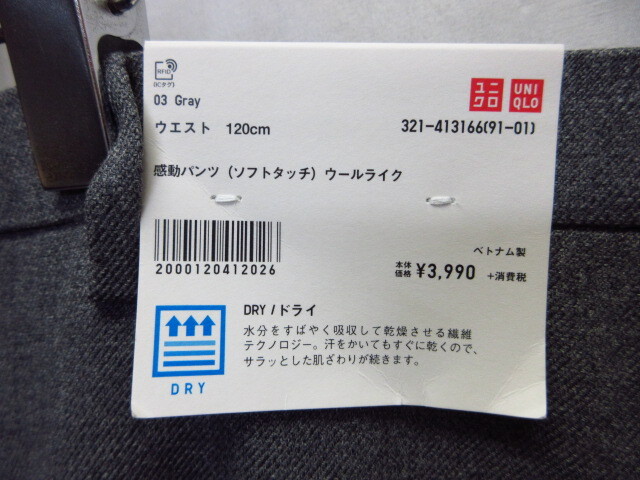 RFID
(ICタグ)
03 Gray
ユニ
クロ
UNI
QLO
ウエスト 120cm
321-413166(91-01)
感動パンツ(ソフトタッチ)ウールライク
2000120412026
ベトナム製
本体
価格 ¥3,990 +消費税
DRY/ドライ
水分をすばやく吸収して乾燥させる繊維
テクノロジー。汗をかいてもすぐに乾くので、
サラッとした肌ざわりが続きます。
DRY